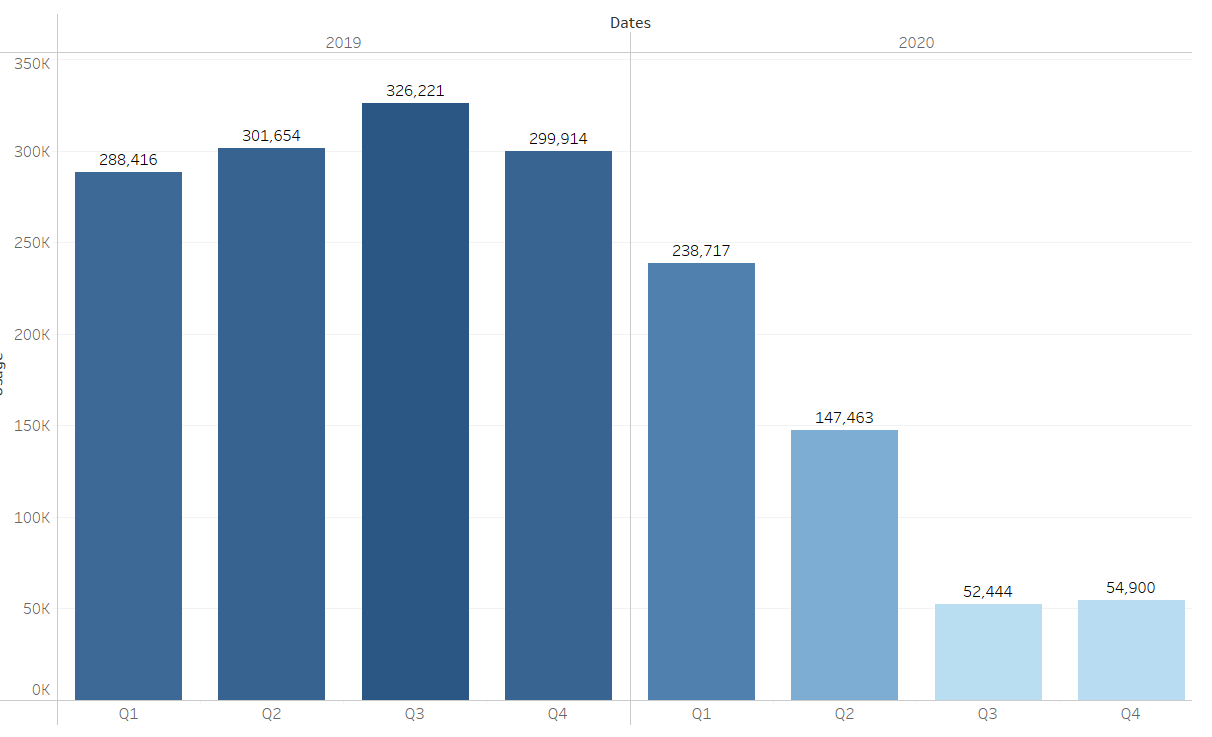 Dates
2019 2020
350K
300K
250K
200K
150K
100K
50K
0K
288,416
301,654
326,221
299,914
238,717
147,463
52,444
54,900
Q1 Q2 Q3 Q4 Q1 Q2 Q3 Q4